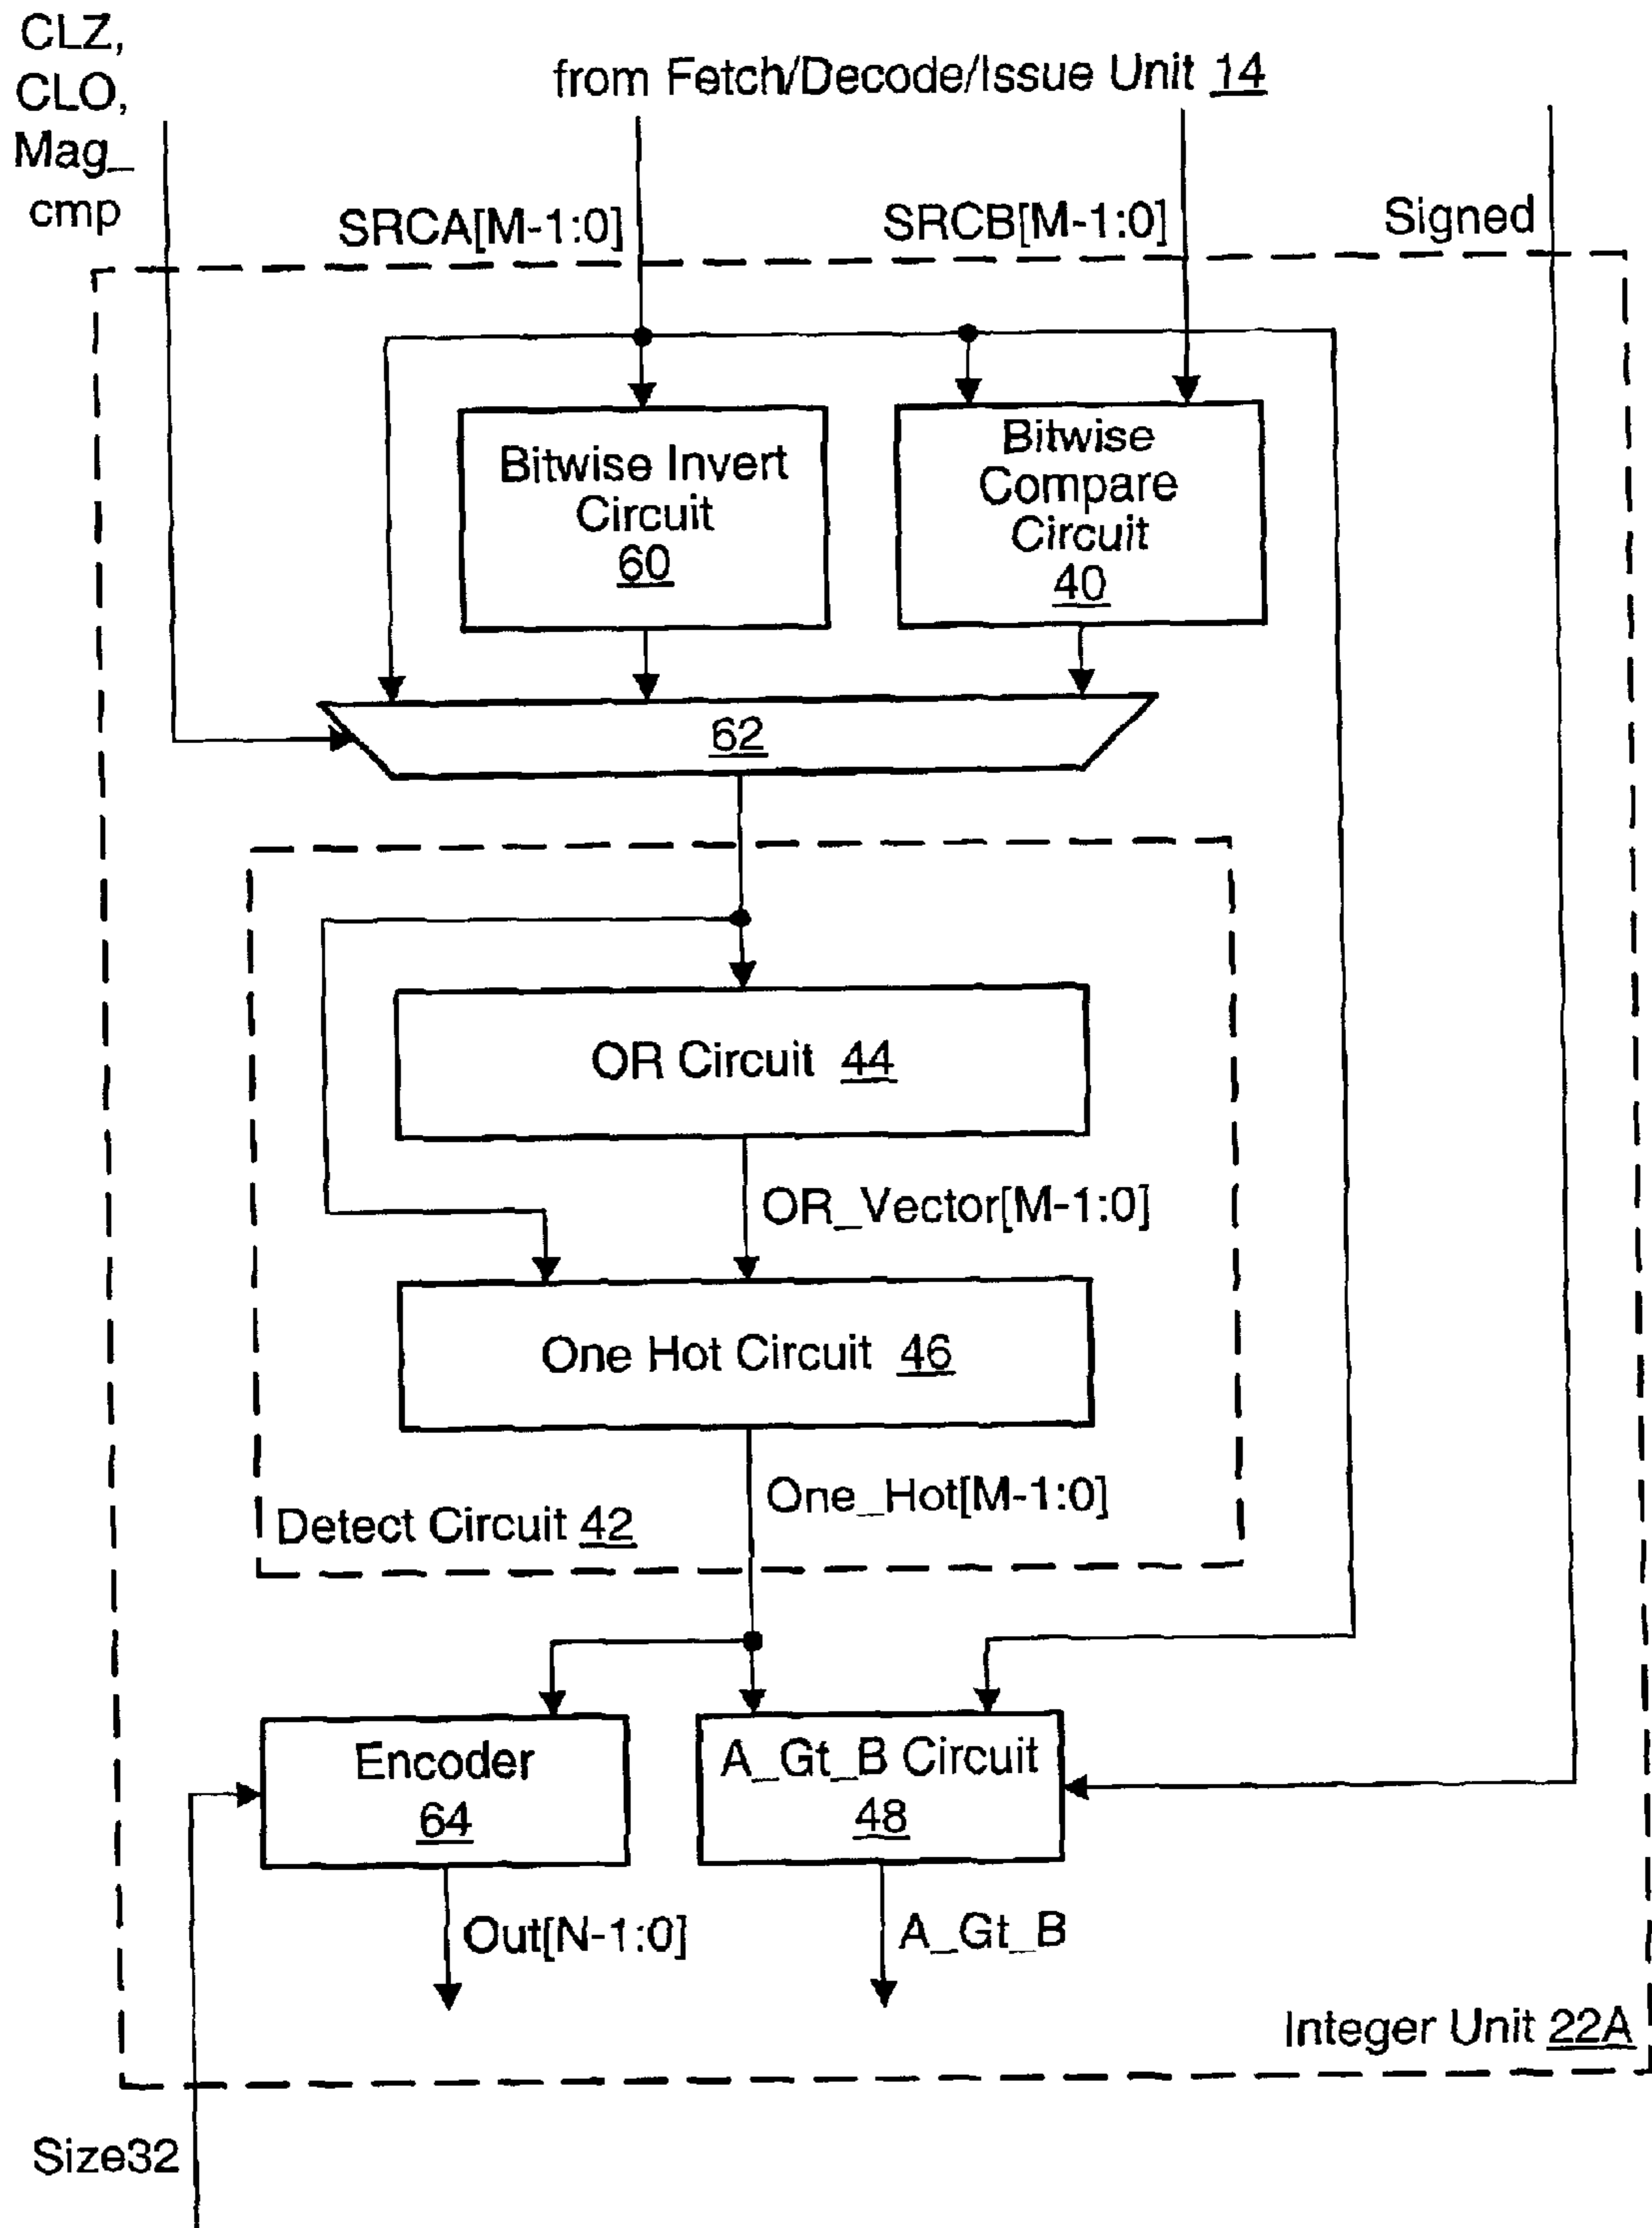 CLZ,
CLO,
Mag_
cmp
from Fetch/Decode/Issue Unit 14
SRCA[M-1:0]
SRCB[M-1:0]
Signed
Bitwise Invert
Circuit
60
Bitwise
Compare
Circuit
40
62
OR Circuit 44
OR_Vector[M-1:0]
One Hot Circuit 46
One_Hot[M-1:0]
Detect Circuit 42
Encoder
64
A_Gt_B Circuit
48
Out[N-1:0]
A_Gt_B
Integer Unit 22A
Size32